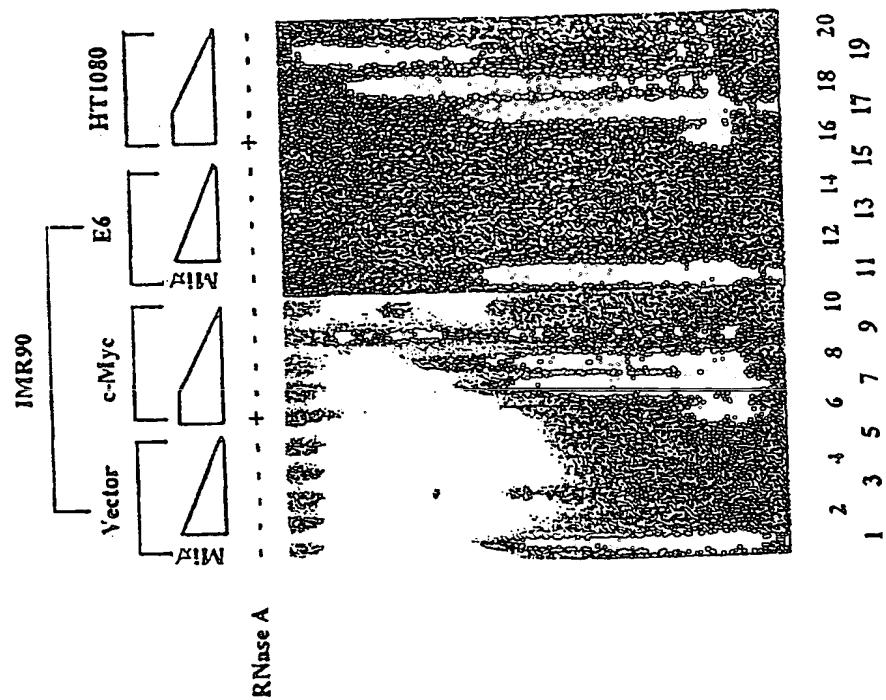 IMR90
Vector c-Myc E6 HT1080
Mix Mix
RNase A - - - - - + - - - - - - - - - + - - - -
2 4 6 8 10 12 14 16 18 20
1 3 5 7 9 11 13 15 17 19